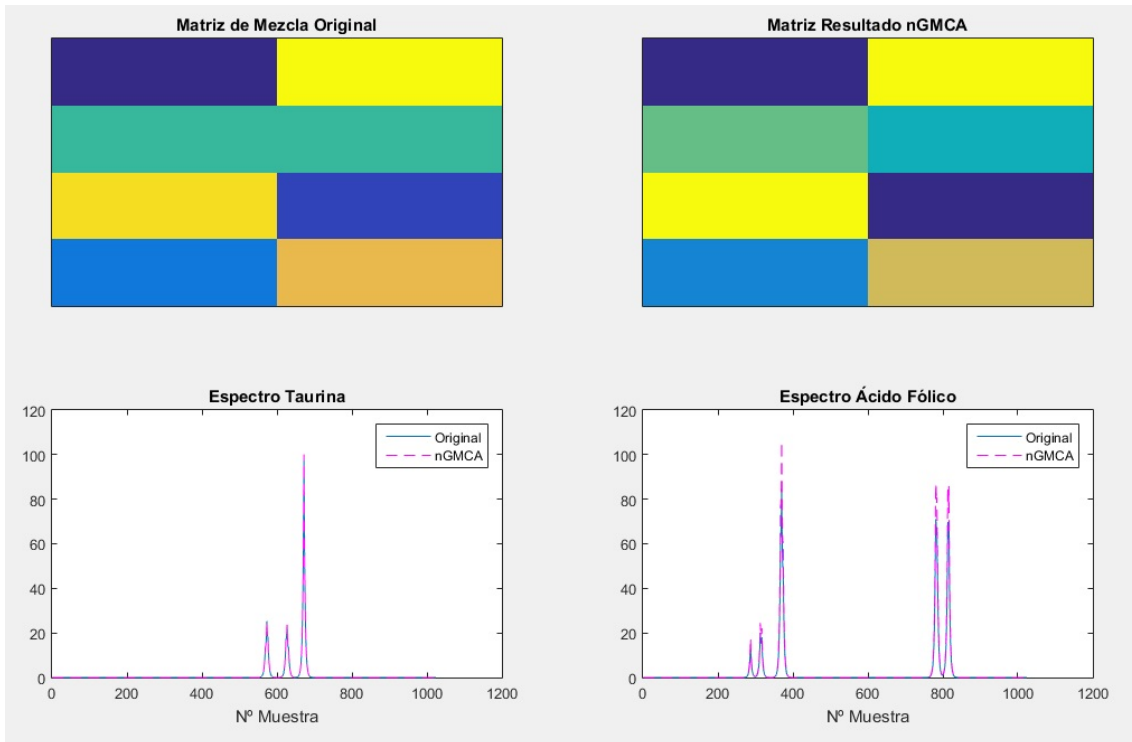 Matriz de Mezcla Original
Matriz Resultado nGMCA
Espectro Taurina
120
100
80
60
40
20
0
0 200 400 600 800 1000 1200
Nº Muestra
Original
nGMCA
Espectro Ácido Fólico
120
100
80
60
40
20
0
0 200 400 600 800 1000 1200
Nº Muestra
Original
nGMCA